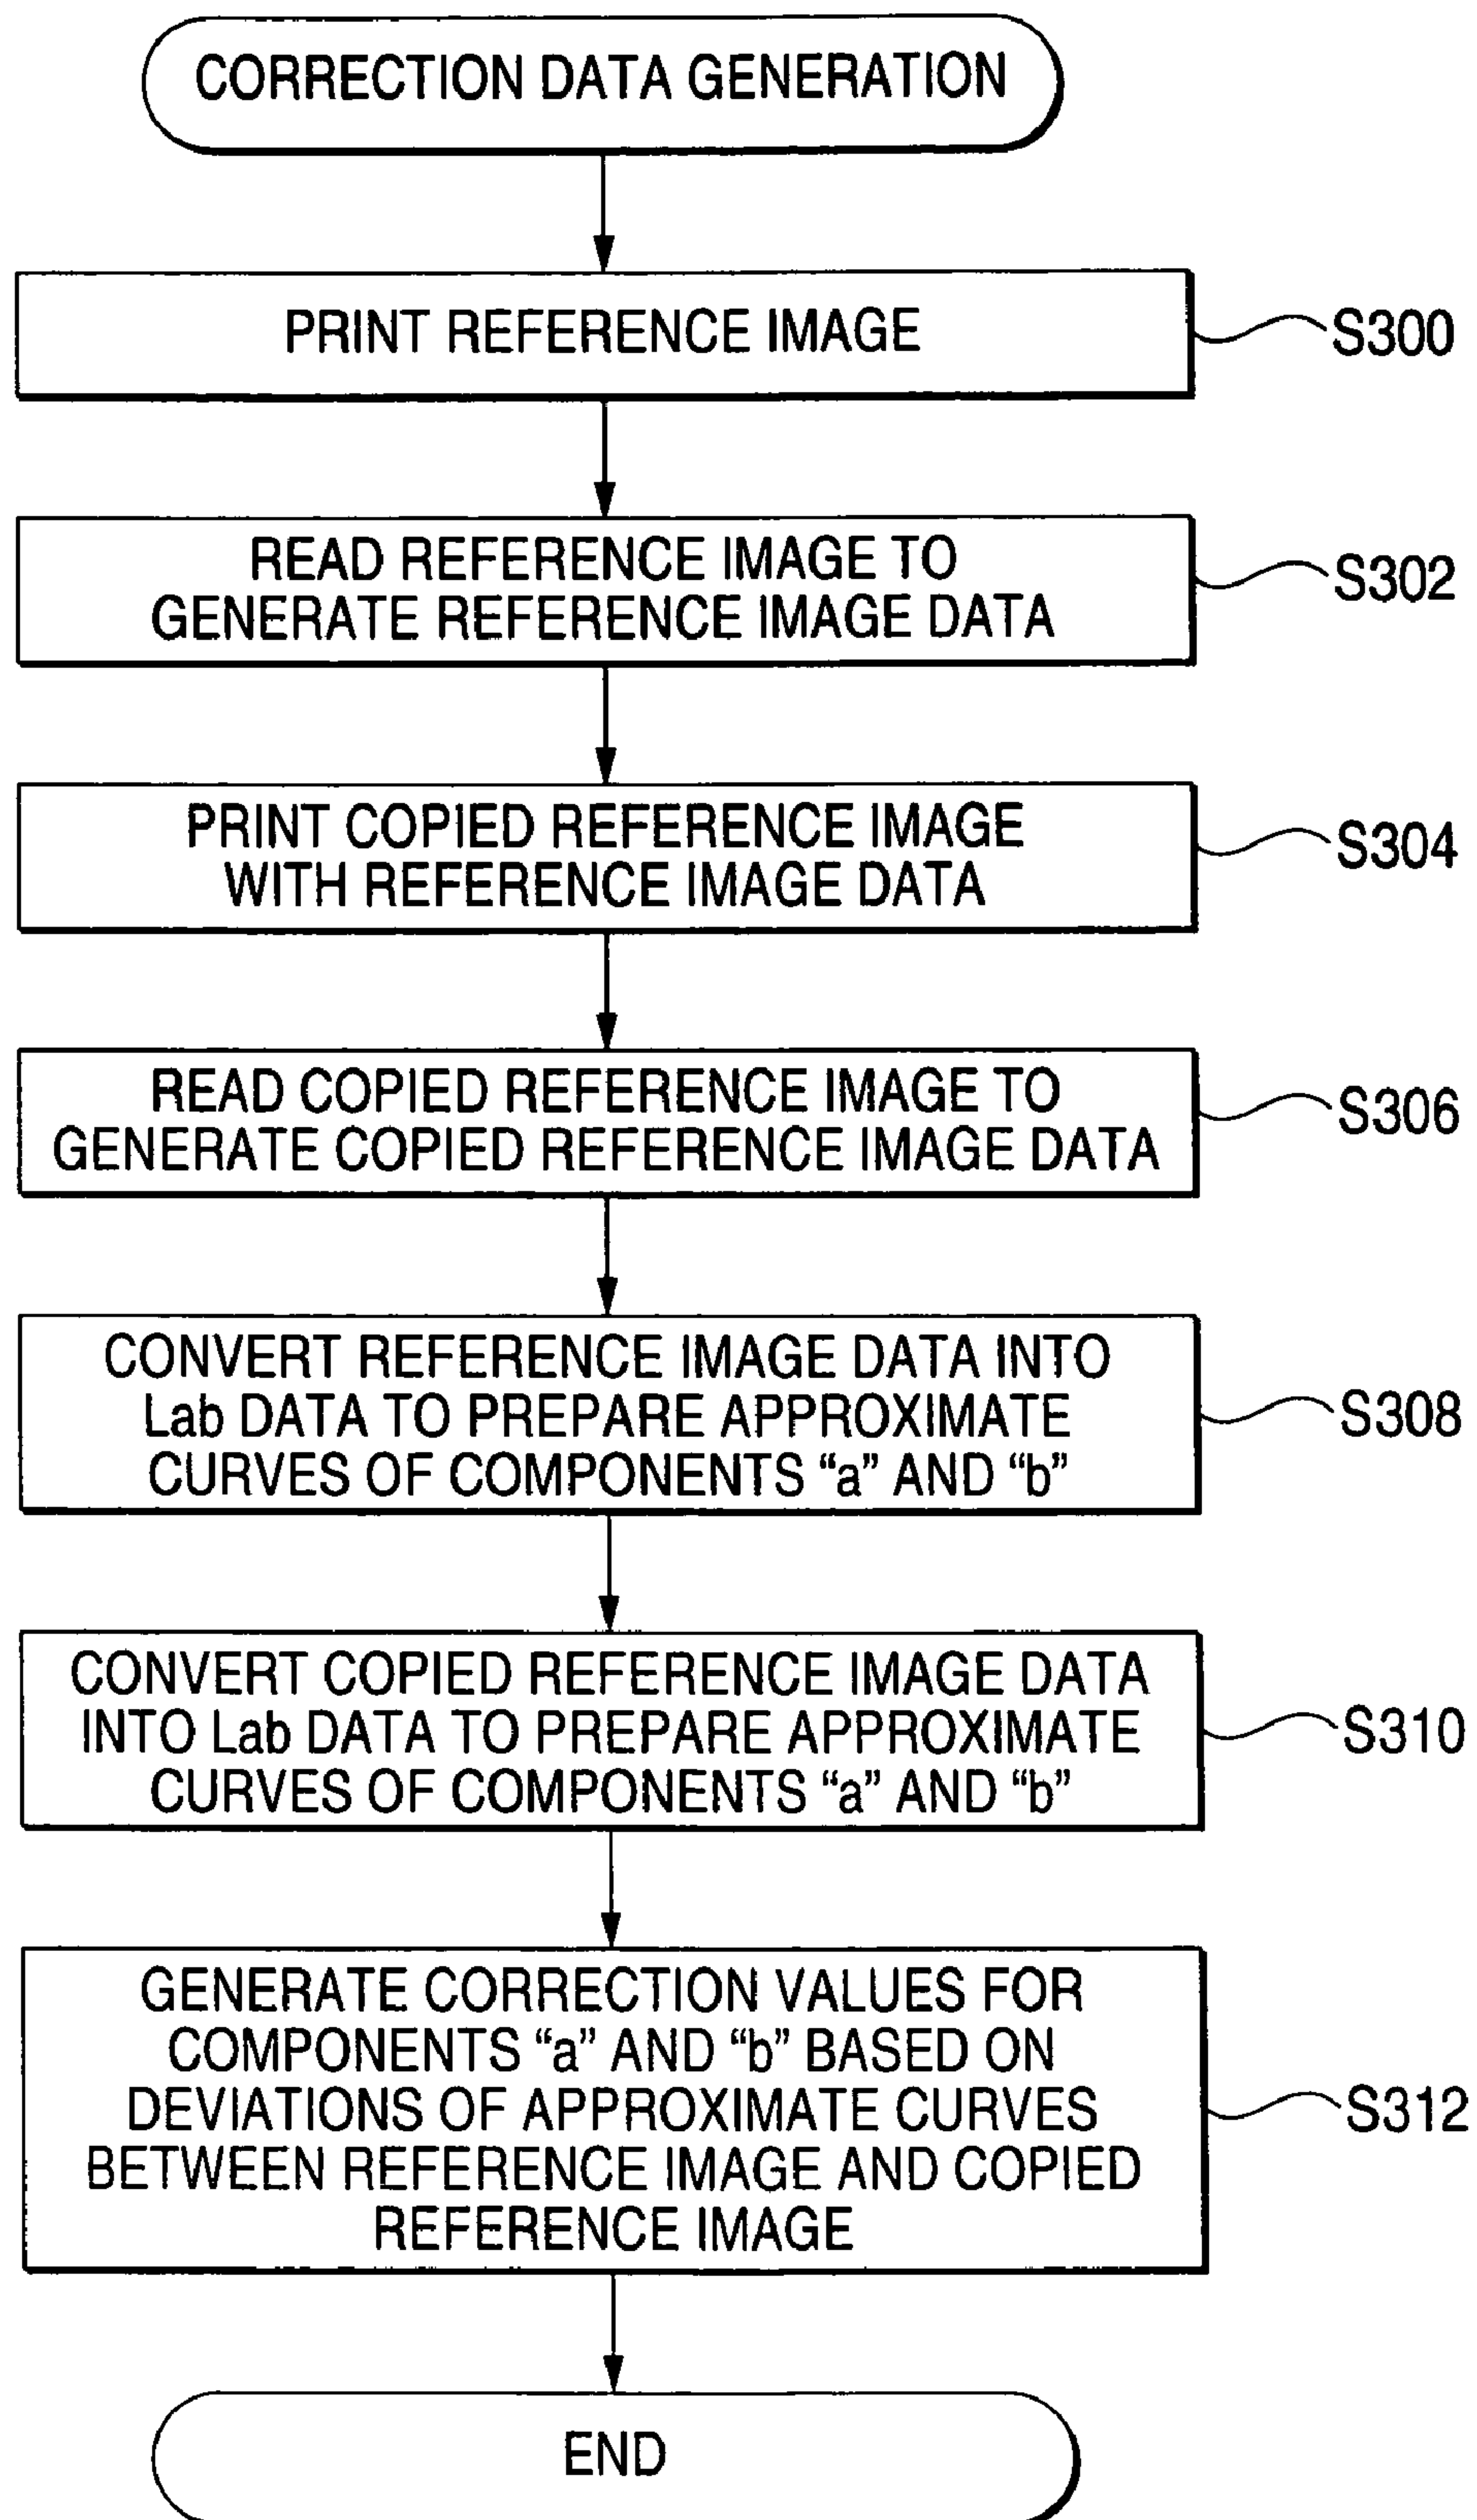 CORRECTION DATA GENERATION
PRINT REFERENCE IMAGE
S300
READ REFERENCE IMAGE TO
GENERATE REFERENCE IMAGE DATA
S302
PRINT COPIED REFERENCE IMAGE
WITH REFERENCE IMAGE DATA
S304
READ COPIED REFERENCE IMAGE TO
GENERATE COPIED REFERENCE IMAGE DATA
S306
CONVERT REFERENCE IMAGE DATA INTO
Lab DATA TO PREPARE APPROXIMATE
CURVES OF COMPONENTS “a” AND “b”
S308
CONVERT COPIED REFERENCE IMAGE DATA
INTO Lab DATA TO PREPARE APPROXIMATE
CURVES OF COMPONENTS “a” AND “b”
S310
GENERATE CORRECTION VALUES FOR
COMPONENTS “a” AND “b” BASED ON
DEVIATIONS OF APPROXIMATE CURVES
BETWEEN REFERENCE IMAGE AND COPIED
REFERENCE IMAGE
S312
END